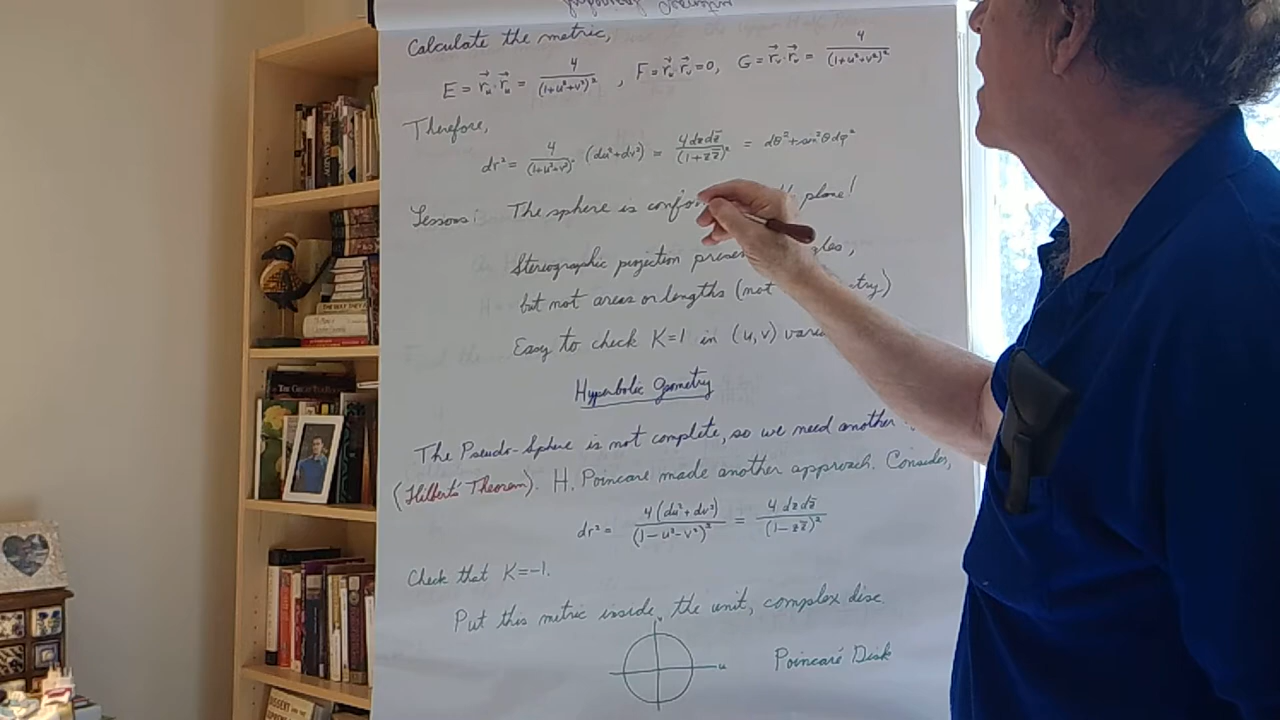 Calculate the metric,
E = r⃗ᵤ·r⃗ᵤ = 4/(1+u²+v²)² , F = r⃗ᵤ·r⃗ᵥ = 0, G = r⃗ᵥ·r⃗ᵥ = 4/(1+u²+v²)²
Therefore,
dr² = 4/(1+u²+v²)² (du²+dv²) = 4dzdz̄/(1+zz̄)² = dθ²+sin²θdφ²
Lessons: The sphere is plane!
Stereographic projection
but not areas or lengths (not
Easy to check K=1 in (u,v)
Hyperbolic Geometry
The Pseudo-Sphere is not complete, so we need another
(Hilbert's Theorem). H. Poincaré made another approach. Consider,
dr² = 4(du²+dv²)/(1-u²-v²)² = 4 dzdz̄/(1-zz̄)²
Check that K=-1.
Put this metric inside the unit, complex disc.
v
u
Poincaré Disk